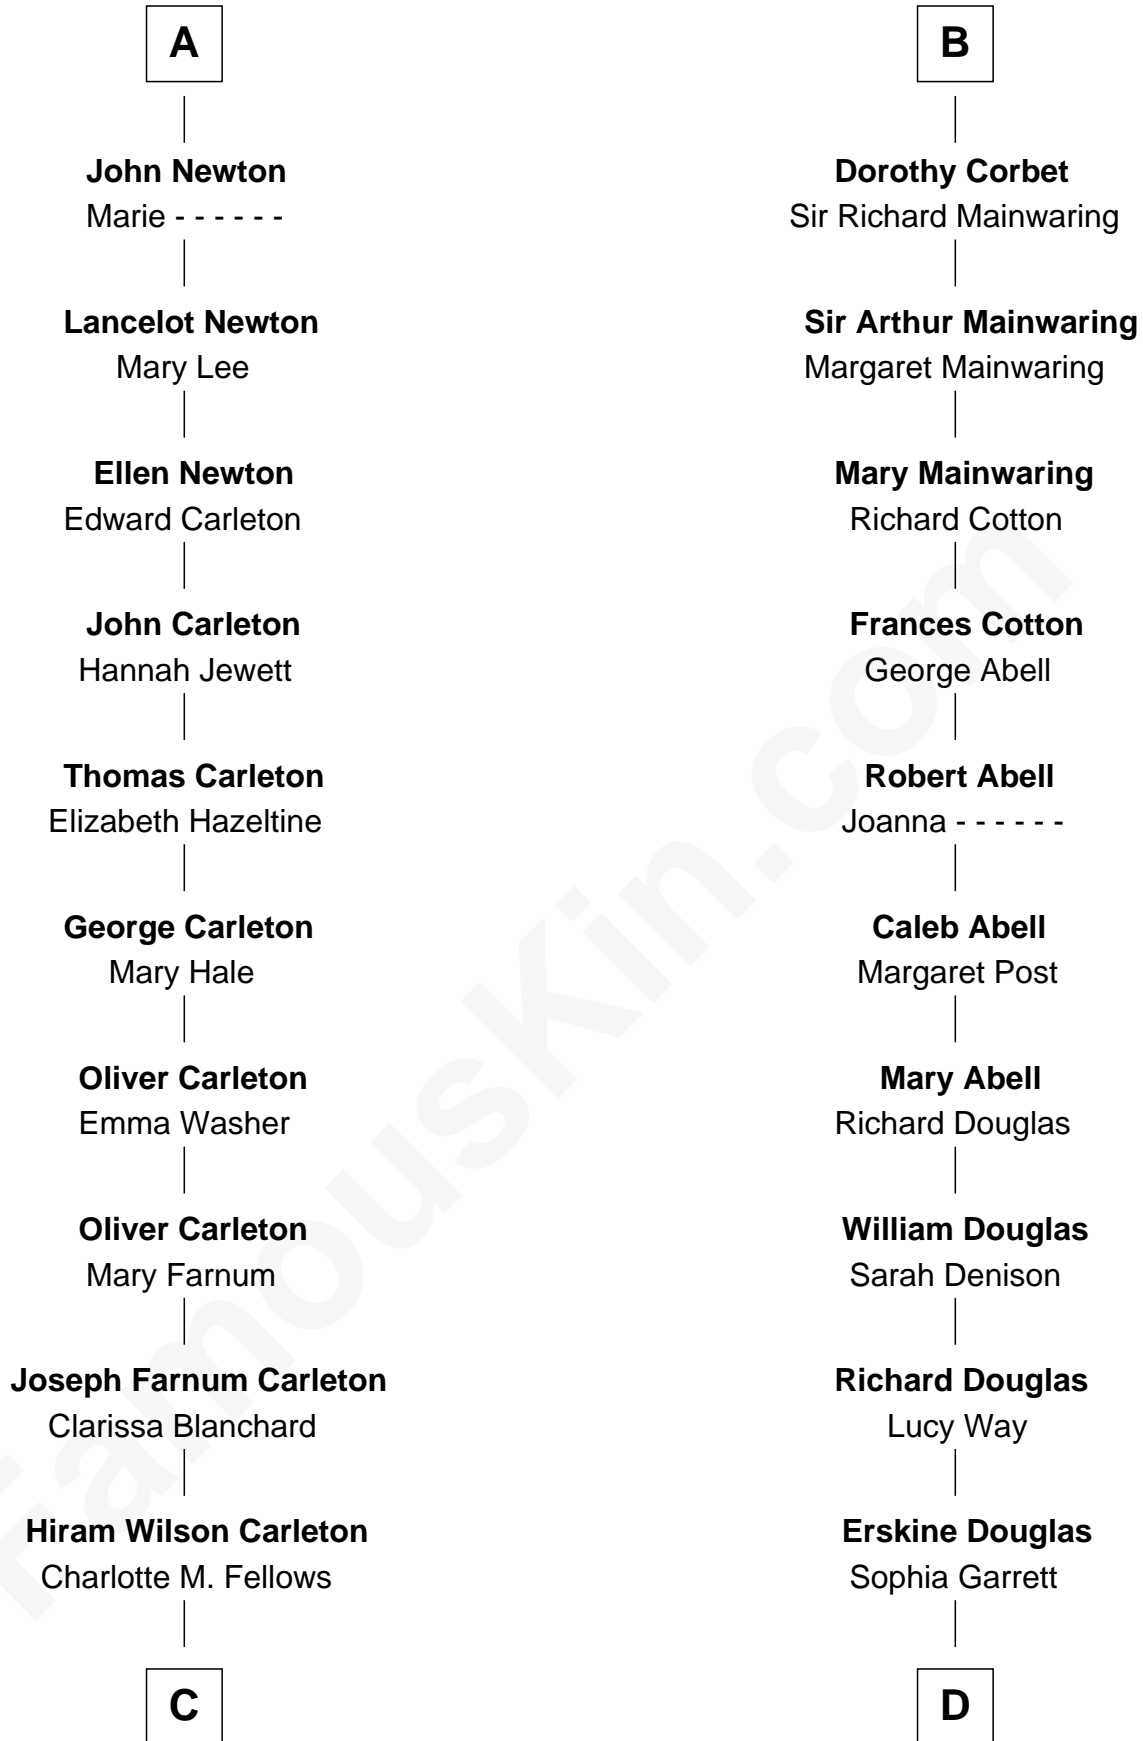 A
John Newton
Marie - - - - - -
Lancelot Newton
Mary Lee
Ellen Newton
Edward Carleton
John Carleton
Hannah Jewett
Thomas Carleton
Elizabeth Hazeltine
George Carleton
Mary Hale
Oliver Carleton
Emma Washer
Oliver Carleton
Mary Farnum
Joseph Farnum Carleton
Clarissa Blanchard
Hiram Wilson Carleton
Charlotte M. Fellows
C
B
Dorothy Corbet
Sir Richard Mainwaring
Sir Arthur Mainwaring
Margaret Mainwaring
Mary Mainwaring
Richard Cotton
Frances Cotton
George Abell
Robert Abell
Joanna - - - - - -
Caleb Abell
Margaret Post
Mary Abell
Richard Douglas
William Douglas
Sarah Denison
Richard Douglas
Lucy Way
Erskine Douglas
Sophia Garrett
D
FamousKin.com